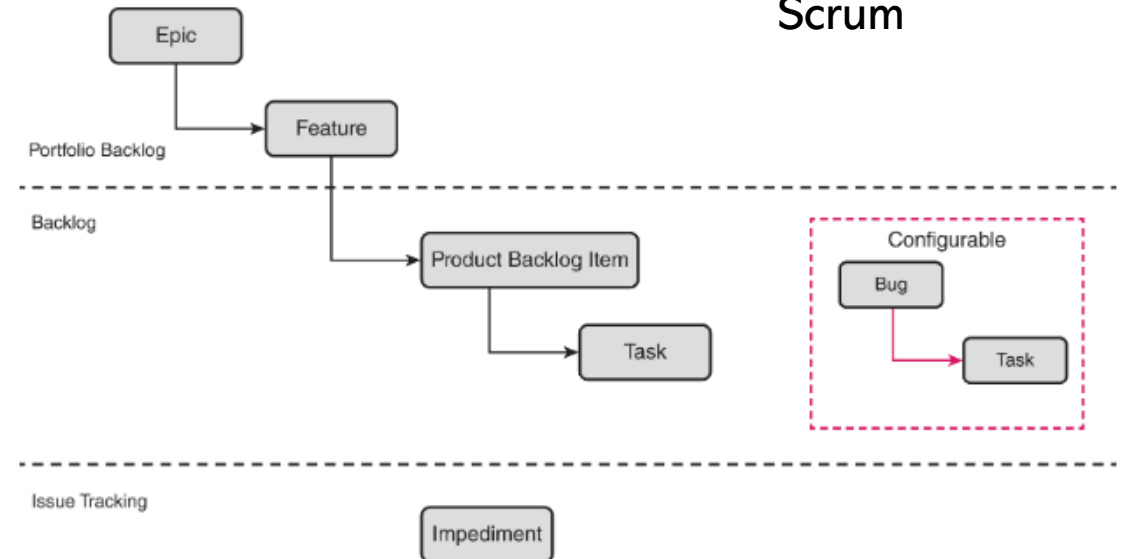 Scrum
Epic
Feature
Portfolio Backlog
Backlog
Configurable
Product Backlog Item
Bug
Task
Task
Issue Tracking
Impediment